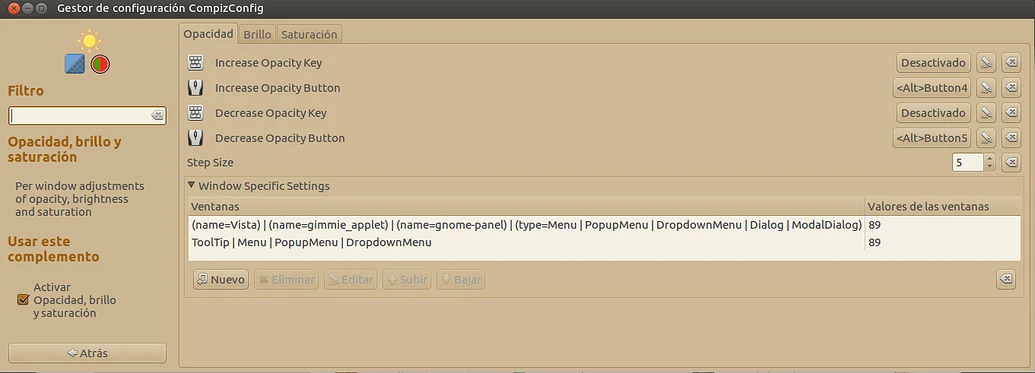 Gestor de configuración CompizConfig
Filtro
Opacidad, brillo y
saturación
Per window adjustments
of opacity, brightness
and saturation
Usar este
complemento
Activar
Opacidad, brillo
y saturación
Atrás
Opacidad Brillo Saturación
Increase Opacity Key Desactivado
Increase Opacity Button <Alt>Button4
Decrease Opacity Key Desactivado
Decrease Opacity Button <Alt>Button5
Step Size 5
Window Specific Settings
Ventanas Valores de las ventanas
(name=Vista) | (name=gimmie_applet) | (name=gnome-panel) | (type=Menu | PopupMenu | DropdownMenu | Dialog | ModalDialog) 89
ToolTip | Menu | PopupMenu | DropdownMenu 89
Nuevo Eliminar Editar Subir Bajar